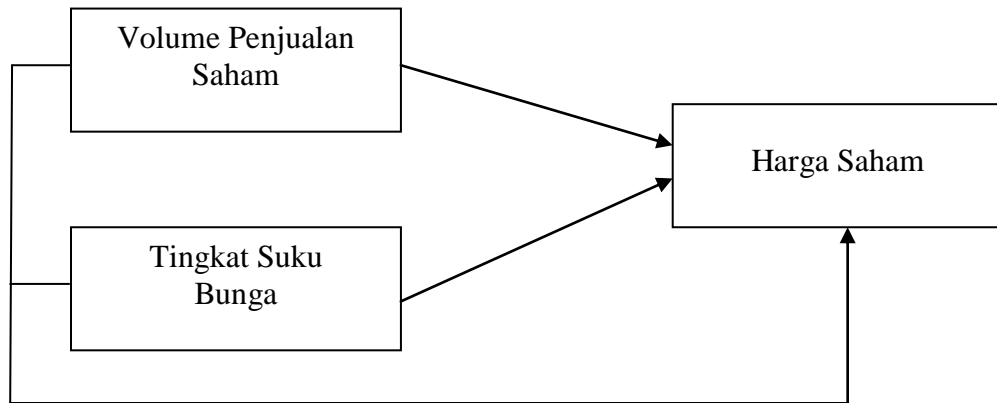 Volume Penjualan
Saham
Harga Saham
Tingkat Suku
Bunga